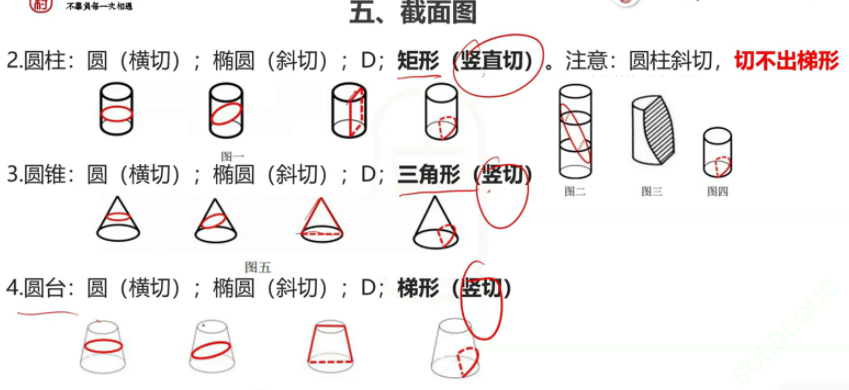 不辜负每一次相遇
五、截面图
2.圆柱：圆（横切）；椭圆（斜切）；D；矩形（竖直切）。注意：圆柱斜切，切不出梯形
图一
图二
图三
图四
3.圆锥：圆（横切）；椭圆（斜切）；D；三角形（竖切）
图五
4.圆台：圆（横切）；椭圆（斜切）；D；梯形（竖切）